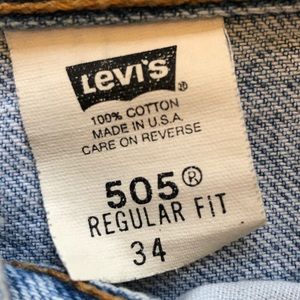 LEVI'S®
100% COTTON
MADE IN U.S.A.
CARE ON REVERSE
505®
REGULAR FIT
34